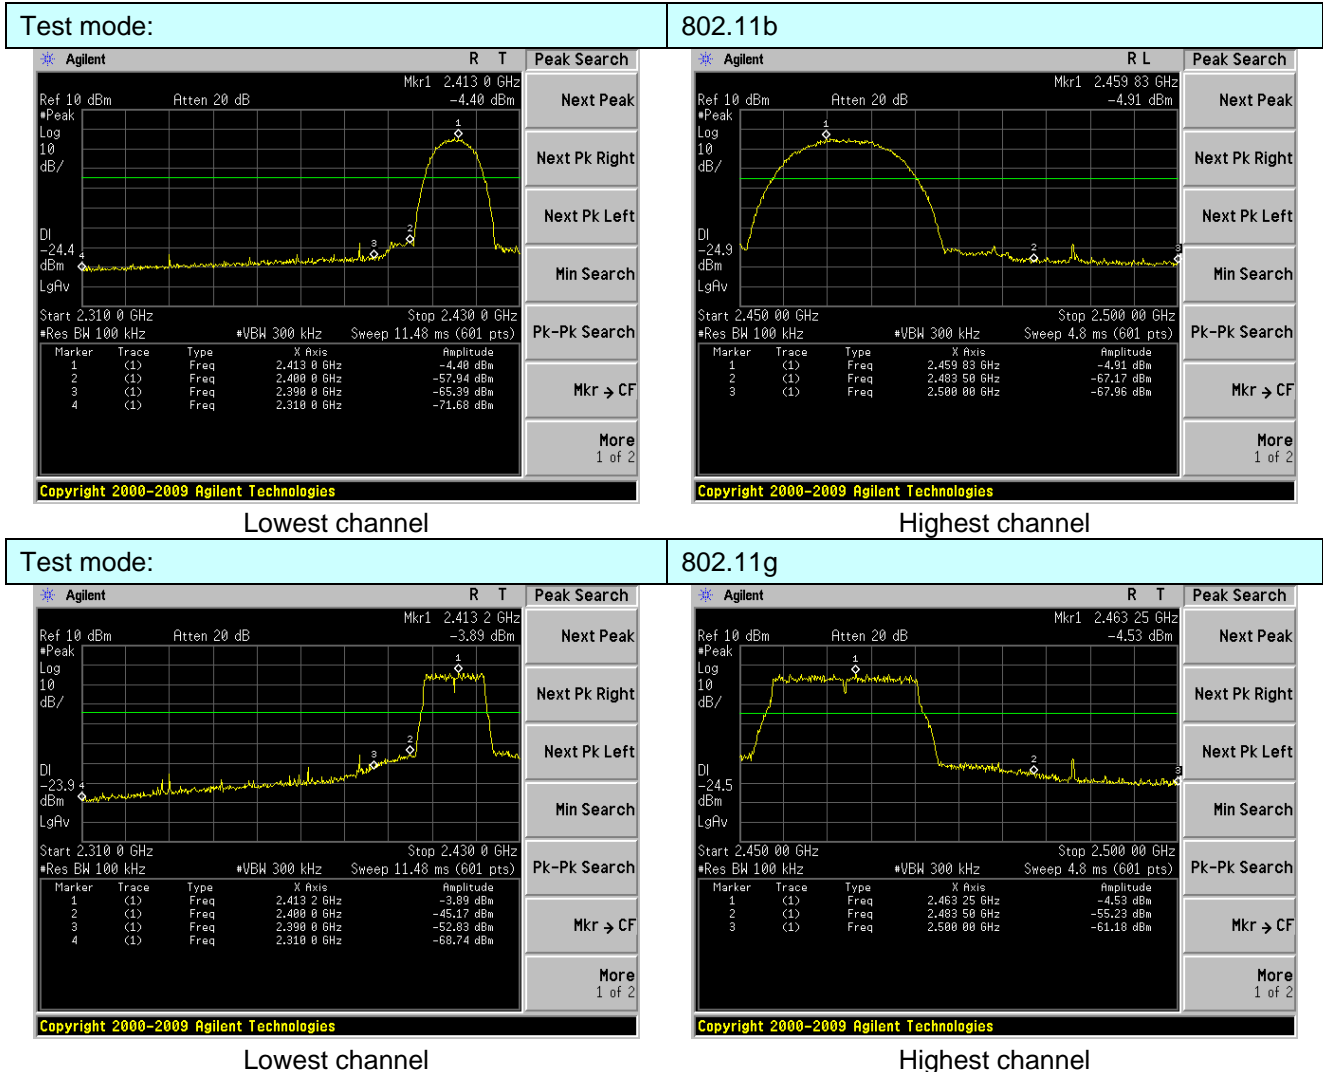 Test mode: 802.11b
Agilent R T Peak Search
Mkr1 2.413 0 GHz
Ref 10 dBm Atten 20 dB -4.40 dBm
#Peak
Log
10
dB/
1
2
3
4
DI
-24.4
dBm
LgAv
Start 2.310 0 GHz Stop 2.430 0 GHz
#Res BW 100 kHz #VBW 300 kHz Sweep 11.48 ms (601 pts)
Marker Trace Type X Axis Amplitude
1 (1) Freq 2.413 0 GHz -4.40 dBm
2 (1) Freq 2.400 0 GHz -57.94 dBm
3 (1) Freq 2.390 0 GHz -65.39 dBm
4 (1) Freq 2.310 0 GHz -71.68 dBm
Next Peak
Next Pk Right
Next Pk Left
Min Search
Pk-Pk Search
Mkr → CF
More
1 of 2
Copyright 2000-2009 Agilent Technologies
Lowest channel
Agilent R L Peak Search
Mkr1 2.459 83 GHz
Ref 10 dBm Atten 20 dB -4.91 dBm
#Peak
Log
10
dB/
1
2
3
DI
-24.9
dBm
LgAv
Start 2.450 00 GHz Stop 2.500 00 GHz
#Res BW 100 kHz #VBW 300 kHz Sweep 4.8 ms (601 pts)
Marker Trace Type X Axis Amplitude
1 (1) Freq 2.459 83 GHz -4.91 dBm
2 (1) Freq 2.483 50 GHz -67.17 dBm
3 (1) Freq 2.500 00 GHz -67.96 dBm
Next Peak
Next Pk Right
Next Pk Left
Min Search
Pk-Pk Search
Mkr → CF
More
1 of 2
Copyright 2000-2009 Agilent Technologies
Highest channel
Test mode: 802.11g
Agilent R T Peak Search
Mkr1 2.413 2 GHz
Ref 10 dBm Atten 20 dB -3.89 dBm
#Peak
Log
10
dB/
1
2
3
4
DI
-23.9
dBm
LgAv
Start 2.310 0 GHz Stop 2.430 0 GHz
#Res BW 100 kHz #VBW 300 kHz Sweep 11.48 ms (601 pts)
Marker Trace Type X Axis Amplitude
1 (1) Freq 2.413 2 GHz -3.89 dBm
2 (1) Freq 2.400 0 GHz -45.17 dBm
3 (1) Freq 2.390 0 GHz -52.83 dBm
4 (1) Freq 2.310 0 GHz -68.74 dBm
Next Peak
Next Pk Right
Next Pk Left
Min Search
Pk-Pk Search
Mkr → CF
More
1 of 2
Copyright 2000-2009 Agilent Technologies
Lowest channel
Agilent R T Peak Search
Mkr1 2.463 25 GHz
Ref 10 dBm Atten 20 dB -4.53 dBm
#Peak
Log
10
dB/
1
2
3
DI
-24.5
dBm
LgAv
Start 2.450 00 GHz Stop 2.500 00 GHz
#Res BW 100 kHz #VBW 300 kHz Sweep 4.8 ms (601 pts)
Marker Trace Type X Axis Amplitude
1 (1) Freq 2.463 25 GHz -4.53 dBm
2 (1) Freq 2.483 50 GHz -55.23 dBm
3 (1) Freq 2.500 00 GHz -61.18 dBm
Next Peak
Next Pk Right
Next Pk Left
Min Search
Pk-Pk Search
Mkr → CF
More
1 of 2
Copyright 2000-2009 Agilent Technologies
Highest channel